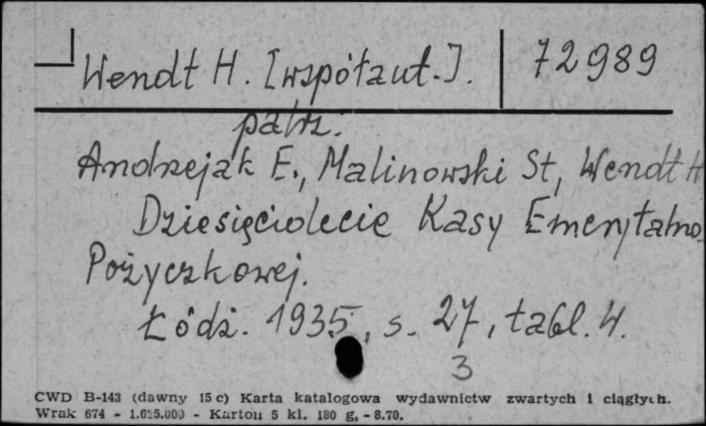 Wendt H. [współaut.]. 72989
patrz:
Andrzejak E., Malinowski St, Wendt H
Dziesięciolecie Kasy Emerytalno
Pożyczkowej.
Łódź. 1935, s. 27, tabl. 4.
3
CWD B-143 (dawny 15 c) Karta katalogowa wydawnictw zwartych i ciągłych.
Wrak 674 - 1.625.000 - Karton 5 kl. 180 g, - 8.70.